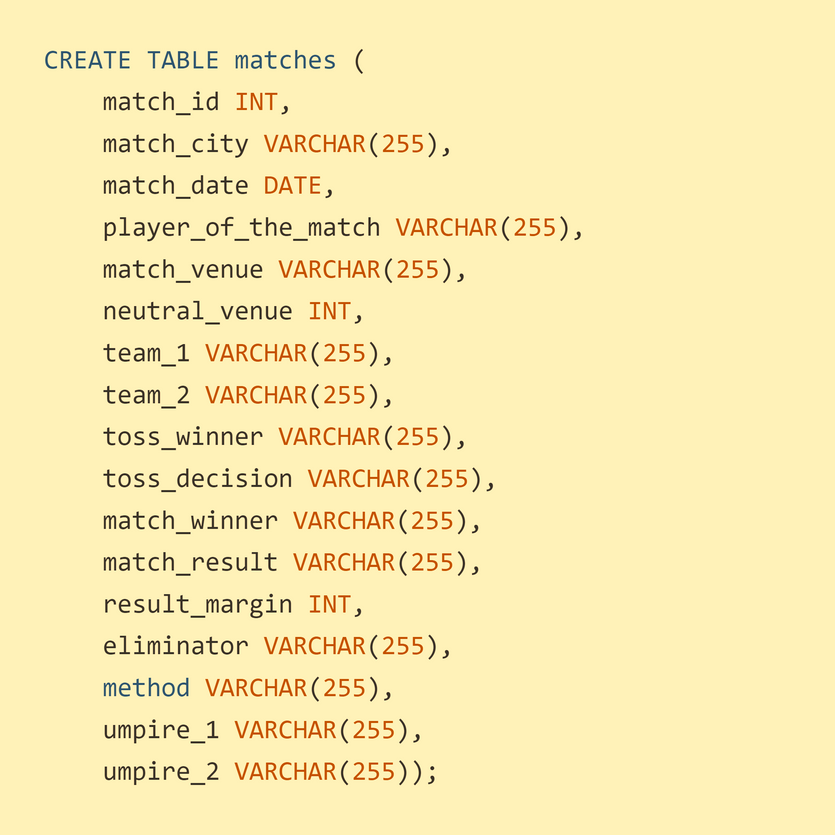 CREATE TABLE matches (
    match_id INT,
    match_city VARCHAR(255),
    match_date DATE,
    player_of_the_match VARCHAR(255),
    match_venue VARCHAR(255),
    neutral_venue INT,
    team_1 VARCHAR(255),
    team_2 VARCHAR(255),
    toss_winner VARCHAR(255),
    toss_decision VARCHAR(255),
    match_winner VARCHAR(255),
    match_result VARCHAR(255),
    result_margin INT,
    eliminator VARCHAR(255),
    method VARCHAR(255),
    umpire_1 VARCHAR(255),
    umpire_2 VARCHAR(255));